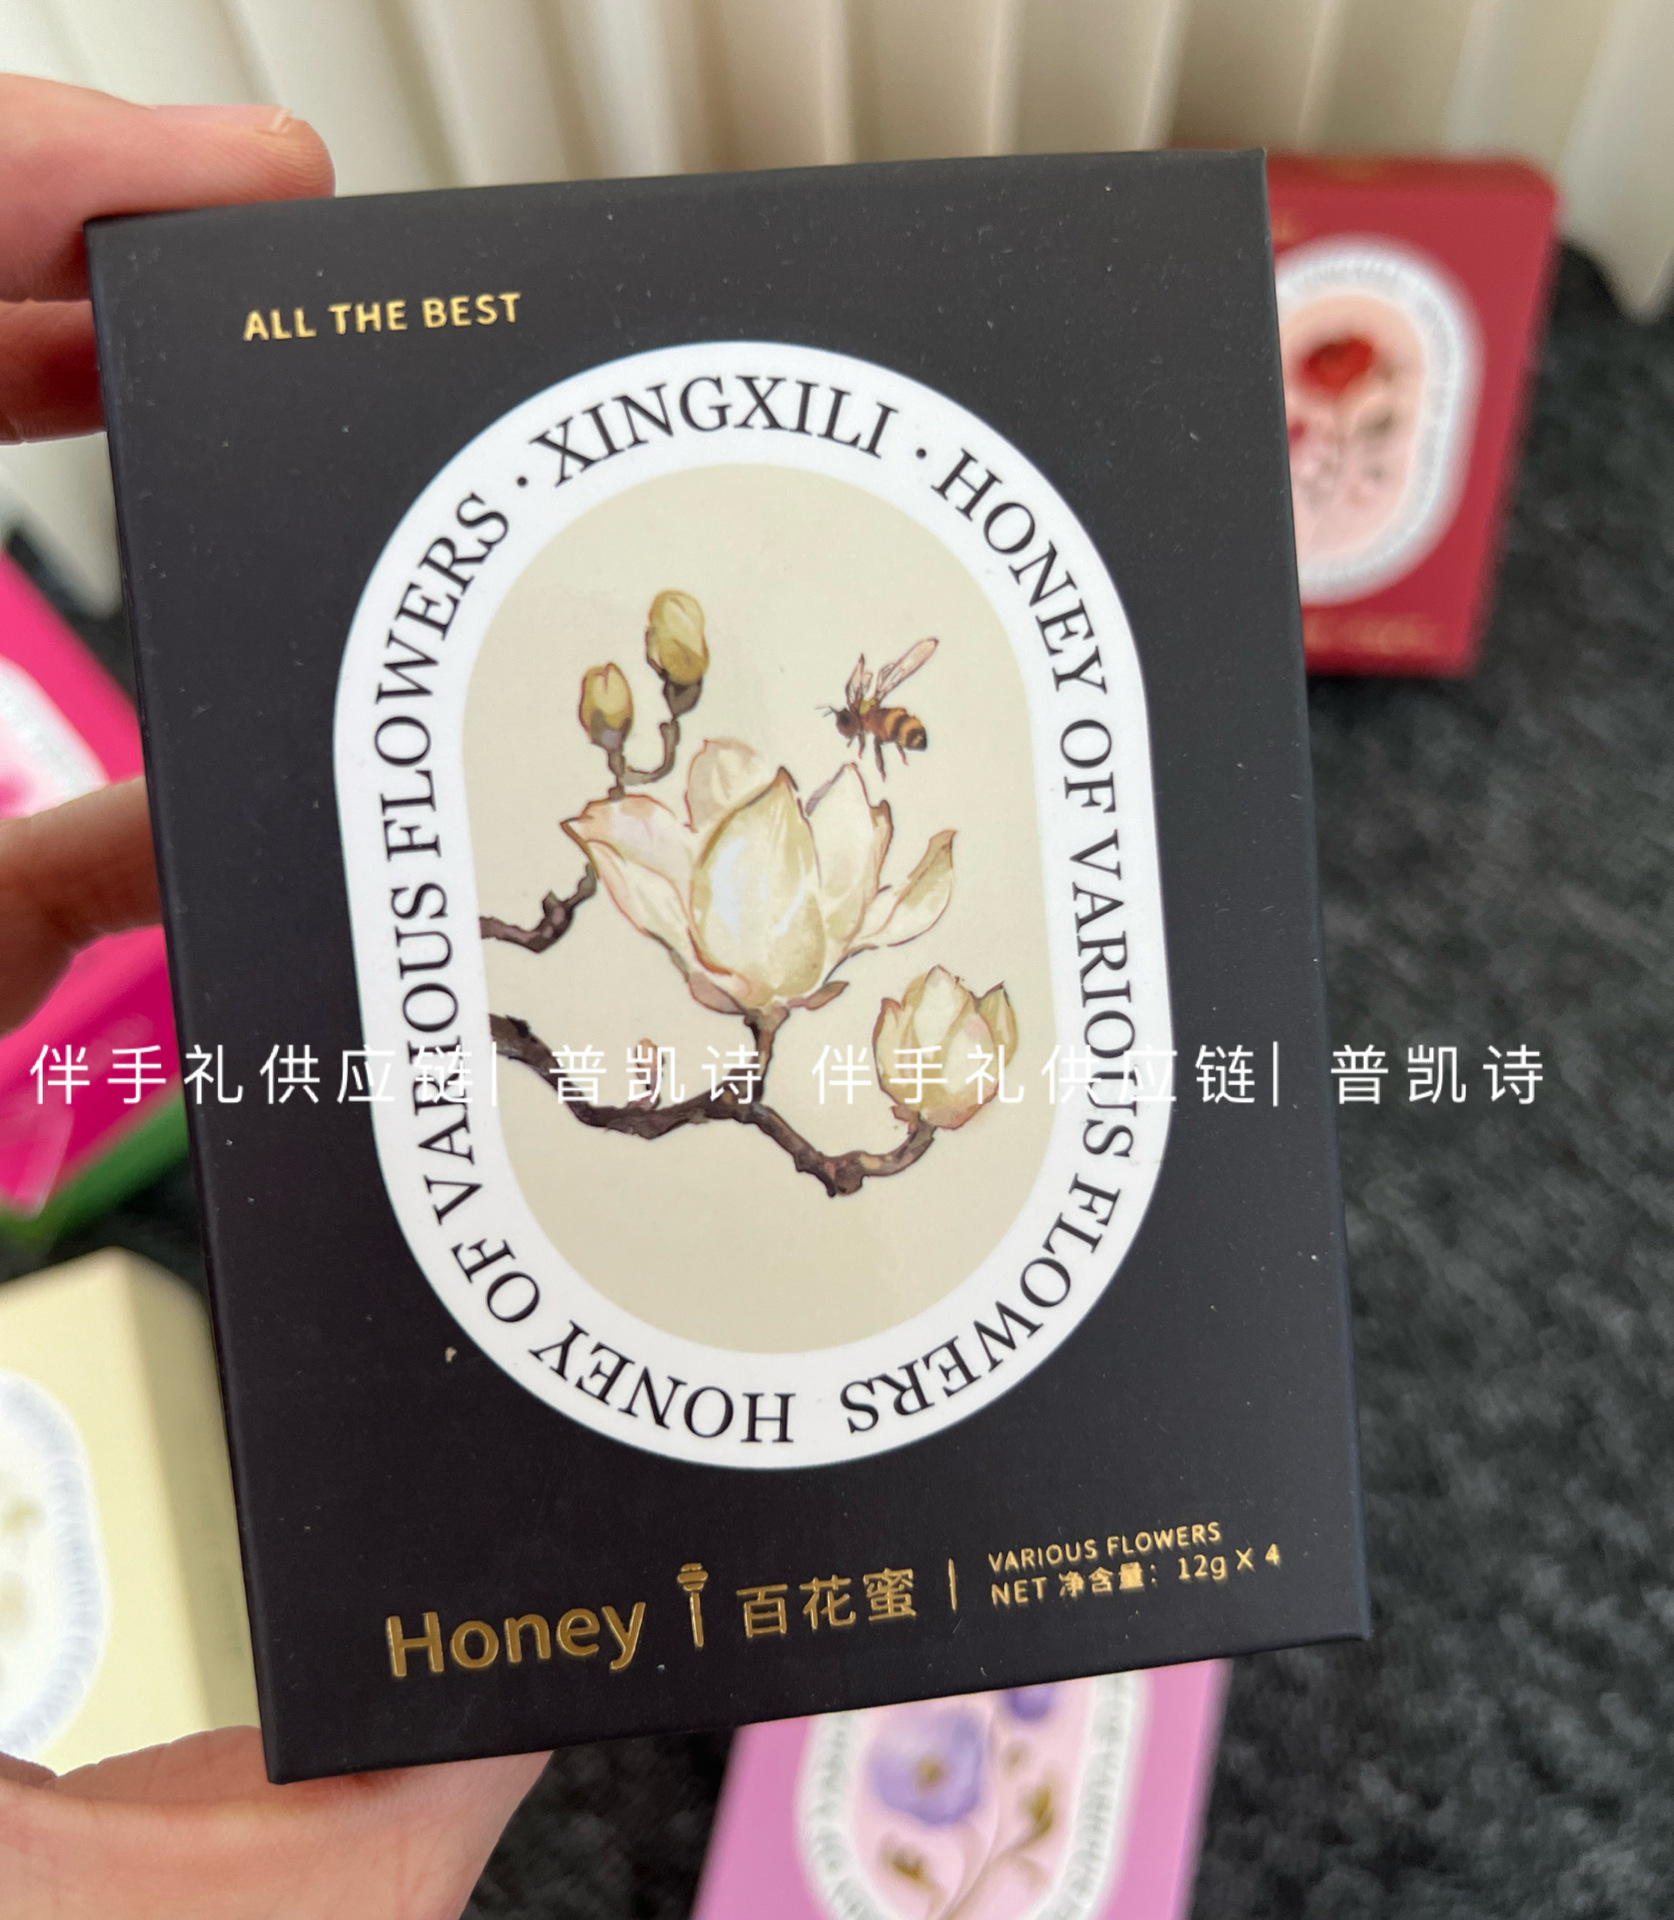 ALL THE BEST
HONEY OF VARIOUS FLOWERS · XINGXILI · HONEY OF VARIOUS FLOWERS
伴手礼供应链| 普凯诗 伴手礼供应链| 普凯诗
Honey 百花蜜 | VARIOUS FLOWERS
NET 净含量：12g X 4